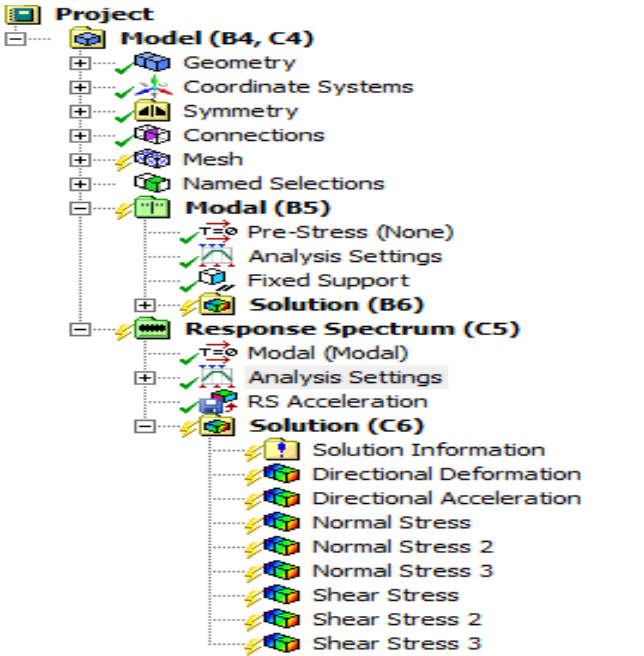 Project
Model (B4, C4)
Geometry
Coordinate Systems
Symmetry
Connections
Mesh
Named Selections
Modal (B5)
T=0 Pre-Stress (None)
Analysis Settings
Fixed Support
Solution (B6)
Response Spectrum (C5)
T=0 Modal (Modal)
Analysis Settings
RS Acceleration
Solution (C6)
Solution Information
Directional Deformation
Directional Acceleration
Normal Stress
Normal Stress 2
Normal Stress 3
Shear Stress
Shear Stress 2
Shear Stress 3